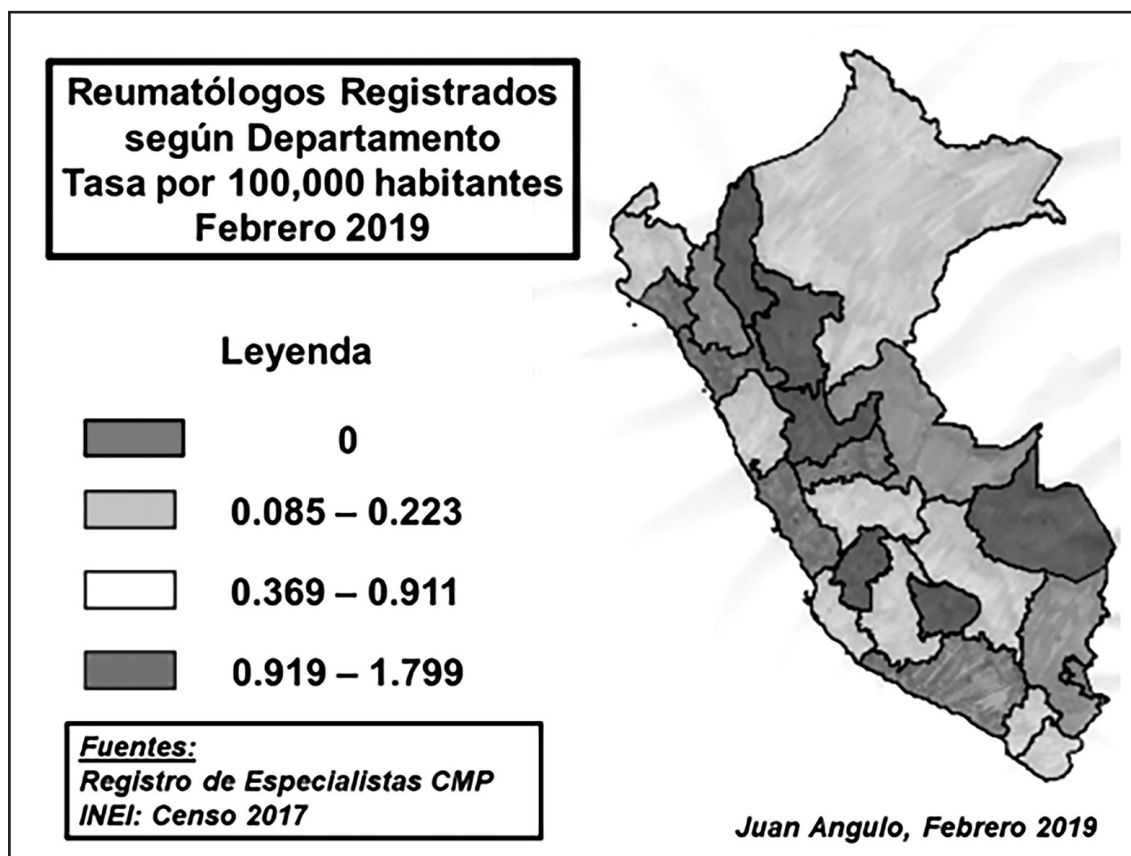 Reumatólogos Registrados
según Departamento
Tasa por 100,000 habitantes
Febrero 2019
Leyenda
0
0.085 – 0.223
0.369 – 0.911
0.919 – 1.799
Fuentes:
Registro de Especialistas CMP
INEI: Censo 2017
Juan Angulo, Febrero 2019